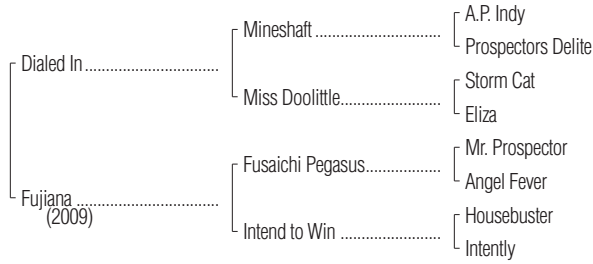 A.P. Indy
Mineshaft
Prospectors Delite
Dialed In
Storm Cat
Miss Doolittle
Eliza
Mr. Prospector
Fusaichi Pegasus
Angel Fever
Fujiana
(2009)
Housebuster
Intend to Win
Intently